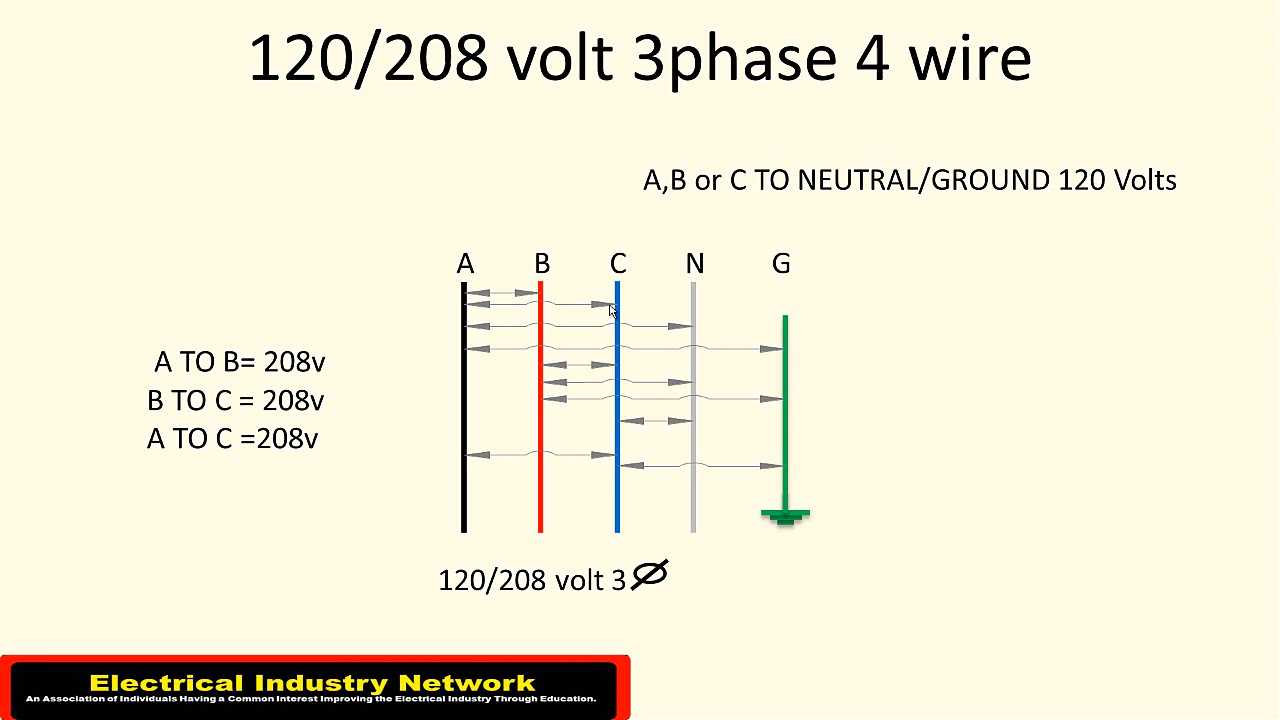 120/208 volt 3phase 4 wire
A,B or C TO NEUTRAL/GROUND 120 Volts
A B C N G
A TO B= 208v
B TO C = 208v
A TO C =208v
120/208 volt 3∅
Electrical Industry Network
An Association of Individuals Having a Common Interest Improving the Electrical Industry Through Education.